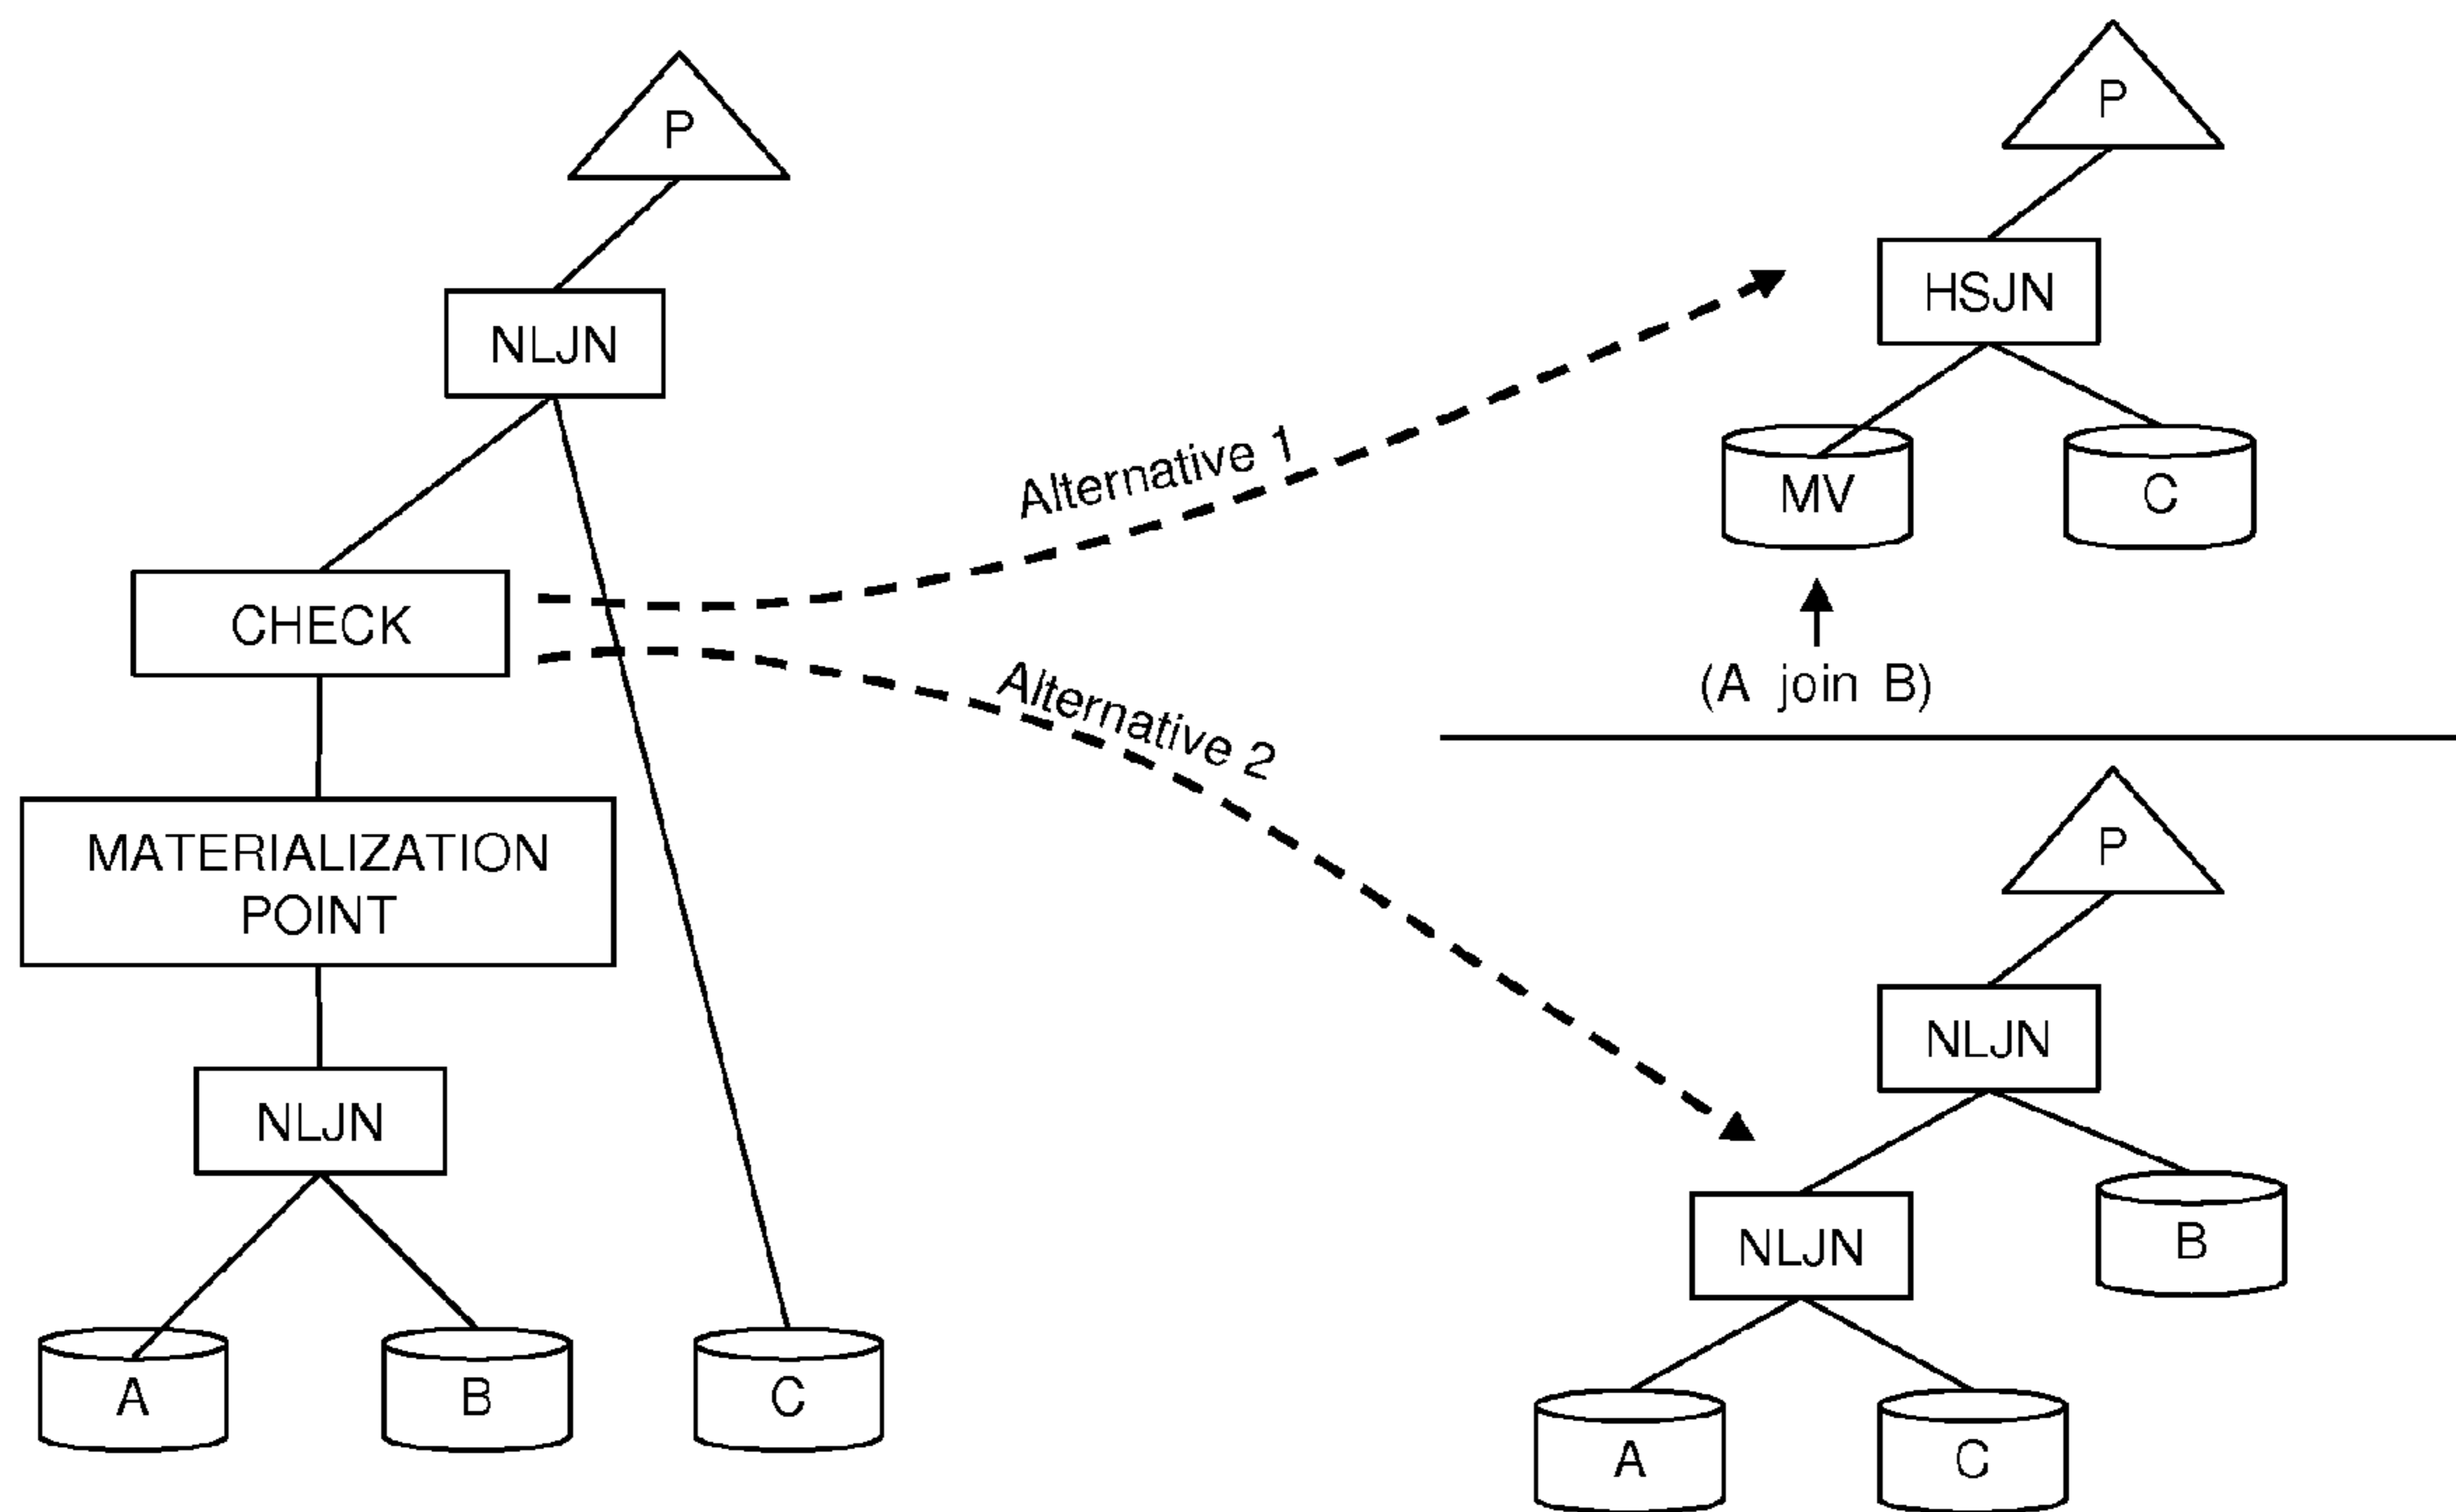 P
NLJN
CHECK
MATERIALIZATION
POINT
NLJN
A
B
C
Alternative 1
Alternative 2
P
HSJN
MV
C
(A join B)
P
NLJN
NLJN
B
A
C